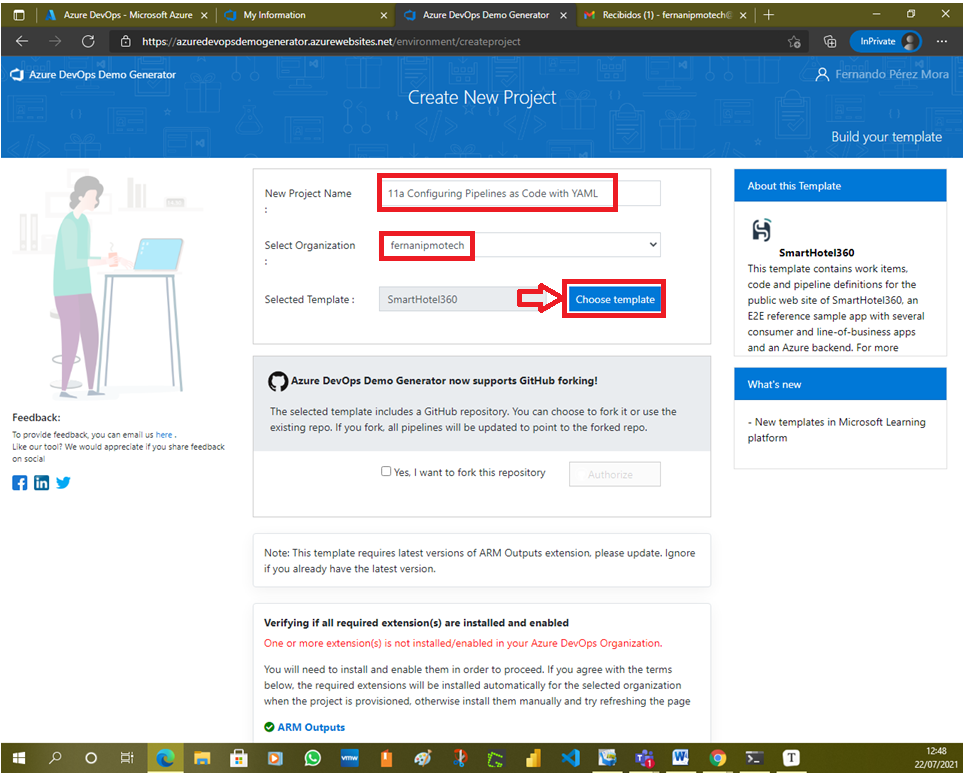 Azure DevOps - Microsoft Azure
My Information
Azure DevOps Demo Generator
Recibidos (1) - fernanipmotech@
https://azuredevopsdemogenerator.azurewebsites.net/environment/createproject
InPrivate
Azure DevOps Demo Generator
Fernando Pérez Mora
Create New Project
Build your template
New Project Name
:
11a Configuring Pipelines as Code with YAML
Select Organization
:
fernanipmotech
Selected Template :
SmartHotel360
Choose template
About this Template
SmartHotel360
This template contains work items,
code and pipeline definitions for the
public web site of SmartHotel360, an
E2E reference sample app with several
consumer and line-of-business apps
and an Azure backend. For more
Azure DevOps Demo Generator now supports GitHub forking!
The selected template includes a GitHub repository. You can choose to fork it or use the
existing repo. If you fork, all pipelines will be updated to point to the forked repo.
Yes, I want to fork this repository
Authorize
What's new
- New templates in Microsoft Learning
platform
Feedback:
To provide feedback, you can email us here .
Like our tool? We would appreciate if you share feedback
on social
Note: This template requires latest versions of ARM Outputs extension, please update. Ignore
if you already have the latest version.
Verifying if all required extension(s) are installed and enabled
One or more extension(s) is not installed/enabled in your Azure DevOps Organization.
You will need to install and enable them in order to proceed. If you agree with the terms
below, the required extensions will be installed automatically for the selected organization
when the project is provisioned, otherwise install them manually and try refreshing the page
ARM Outputs
vmw
1
W
T
12:48
22/07/2021